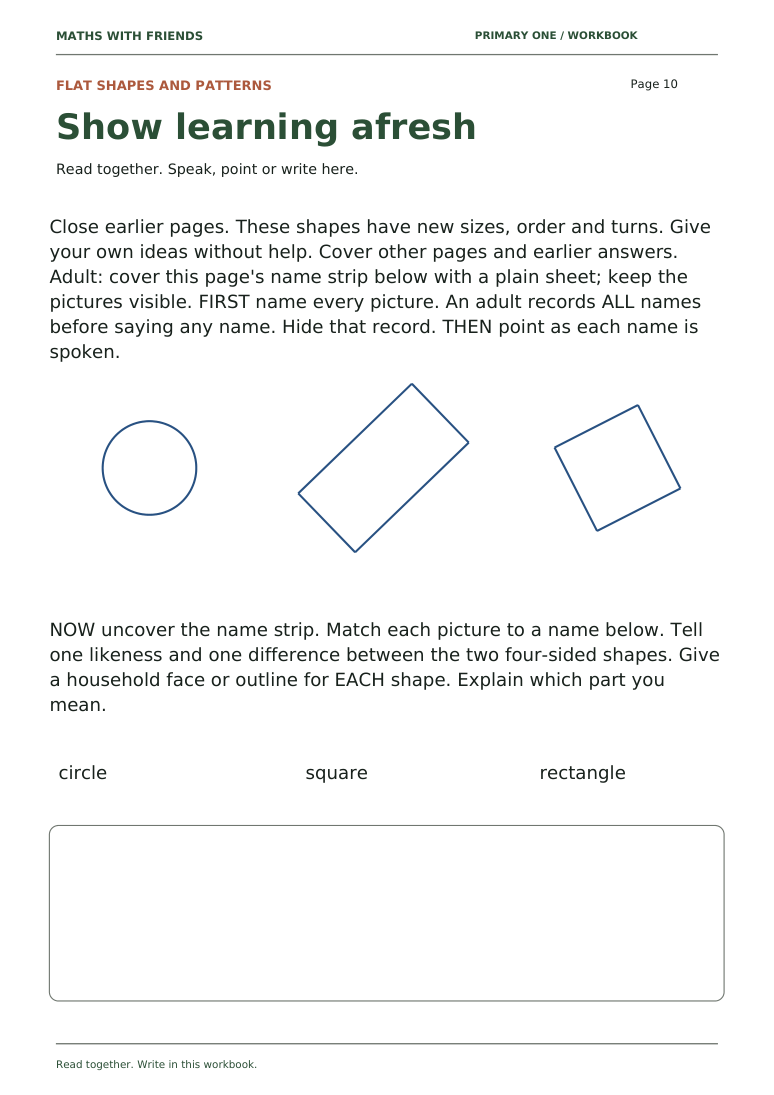 MATHS WITH FRIENDS
PRIMARY ONE / WORKBOOK
FLAT SHAPES AND PATTERNS
Page 10
Show learning afresh
Read together. Speak, point or write here.
Close earlier pages. These shapes have new sizes, order and turns. Give
your own ideas without help. Cover other pages and earlier answers.
Adult: cover this page's name strip below with a plain sheet; keep the
pictures visible. FIRST name every picture. An adult records ALL names
before saying any name. Hide that record. THEN point as each name is
spoken.
NOW uncover the name strip. Match each picture to a name below. Tell
one likeness and one difference between the two four-sided shapes. Give
a household face or outline for EACH shape. Explain which part you
mean.
circle
square
rectangle
Read together. Write in this workbook.